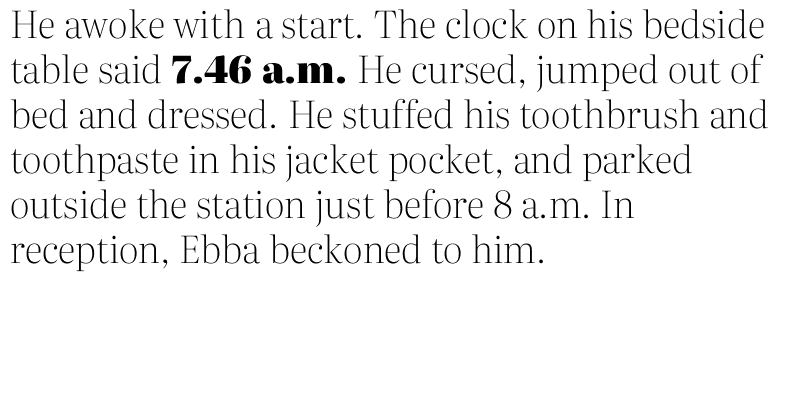 He awoke with a start. The clock on his bedside
table said 7.46 a.m. He cursed, jumped out of
bed and dressed. He stuffed his toothbrush and
toothpaste in his jacket pocket, and parked
outside the station just before 8 a.m. In
reception, Ebba beckoned to him.